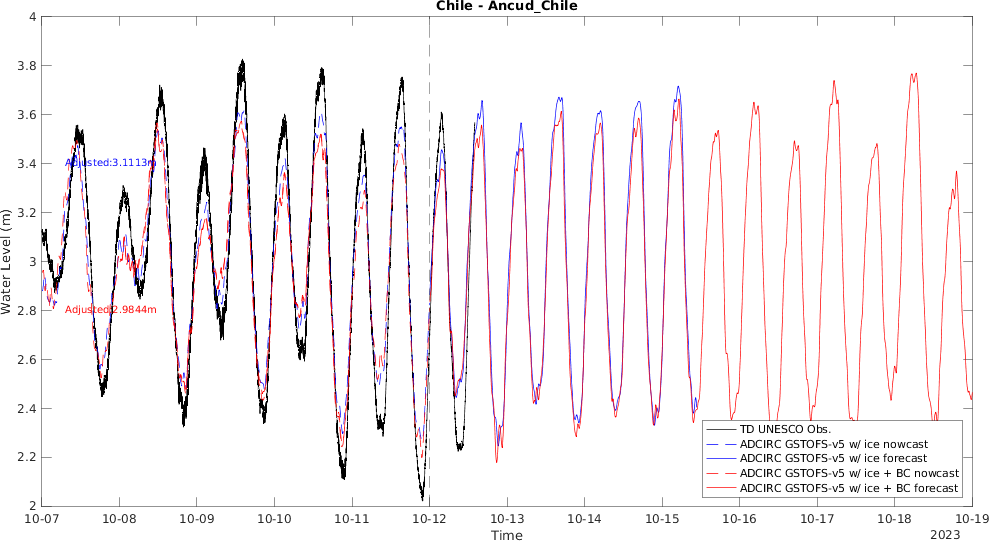 Chile - Ancud_Chile
4
3.8
3.6
3.4
3.2
3
2.8
2.6
2.4
2.2
2
Water Level (m)
Adjusted:3.1113m
Adjusted:2.9844m
TD UNESCO Obs.
ADCIRC GSTOFS-v5 w/ ice nowcast
ADCIRC GSTOFS-v5 w/ ice forecast
ADCIRC GSTOFS-v5 w/ ice + BC nowcast
ADCIRC GSTOFS-v5 w/ ice + BC forecast
10-07 10-08 10-09 10-10 10-11 10-12 10-13 10-14 10-15 10-16 10-17 10-18 10-19
Time
2023